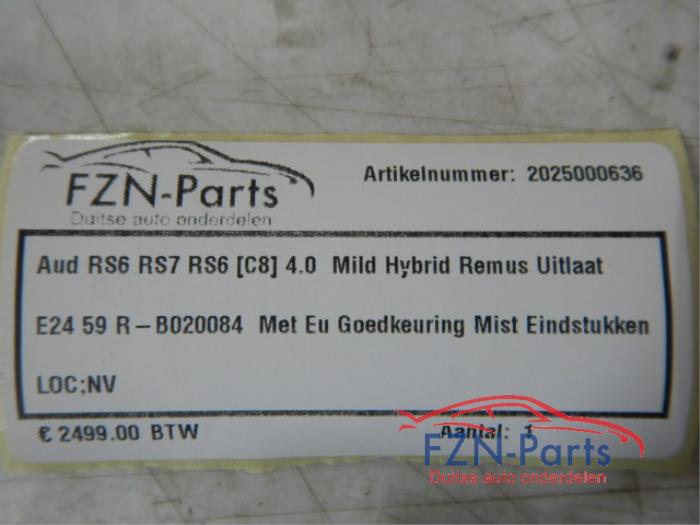 FZN-Parts
Duitse auto onderdelen
Artikelnummer: 2025000636
Aud RS6 RS7 RS6 [C8] 4.0 Mild Hybrid Remus Uitlaat
E24 59 R-B020084 Met Eu Goedkeuring Mist Eindstukken
LOC;NV
€ 2499.00 BTW
Aantal: 1
FZN-Parts
Duitse auto onderdelen